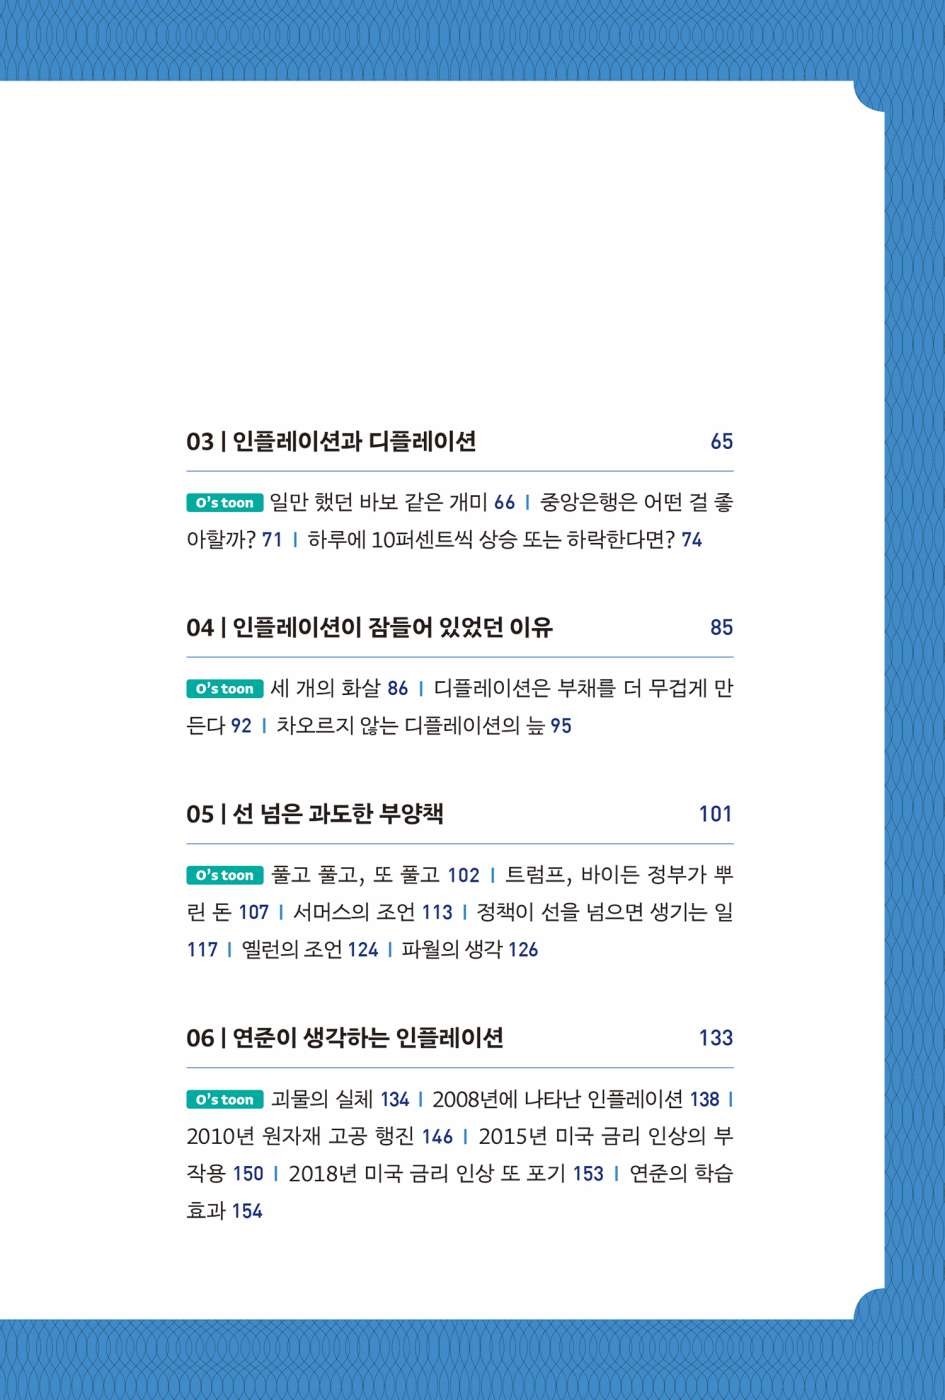 03 | 인플레이션과 디플레이션 65
O's toon 일만 했던 바보 같은 개미 66 | 중앙은행은 어떤 걸 좋
아할까? 71 | 하루에 10퍼센트씩 상승 또는 하락한다면? 74
04 | 인플레이션이 잠들어 있었던 이유 85
O's toon 세 개의 화살 86 | 디플레이션은 부채를 더 무겁게 만
든다 92 | 차오르지 않는 디플레이션의 늪 95
05 | 선 넘은 과도한 부양책 101
O's toon 풀고 풀고, 또 풀고 102 | 트럼프, 바이든 정부가 뿌
린 돈 107 | 서머스의 조언 113 | 정책이 선을 넘으면 생기는 일
117 | 옐런의 조언 124 | 파월의 생각 126
06 | 연준이 생각하는 인플레이션 133
O's toon 괴물의 실체 134 | 2008년에 나타난 인플레이션 138 |
2010년 원자재 고공 행진 146 | 2015년 미국 금리 인상의 부
작용 150 | 2018년 미국 금리 인상 또 포기 153 | 연준의 학습
효과 154